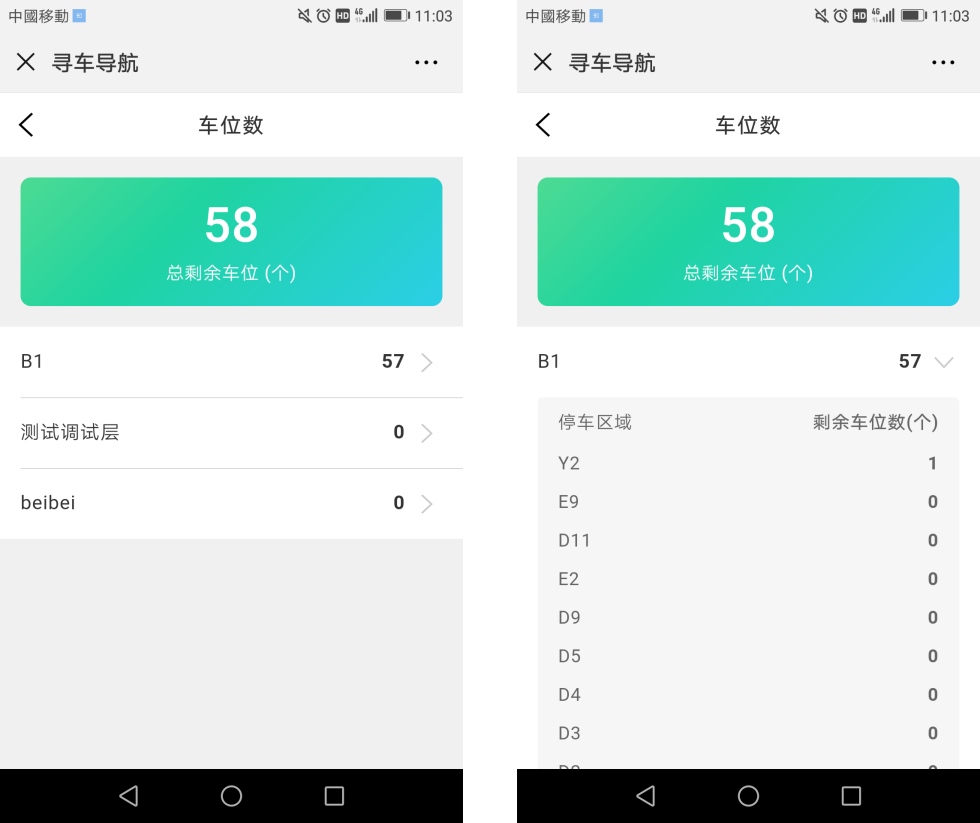 中國移動 HD 4G 11:03
寻车导航
车位数
58
总剩余车位 (个)
B1 57
测试调试层 0
beibei 0
中國移動 HD 4G 11:03
寻车导航
车位数
58
总剩余车位 (个)
B1 57
停车区域 剩余车位数(个)
Y2 1
E9 0
D11 0
E2 0
D9 0
D5 0
D4 0
D3 0